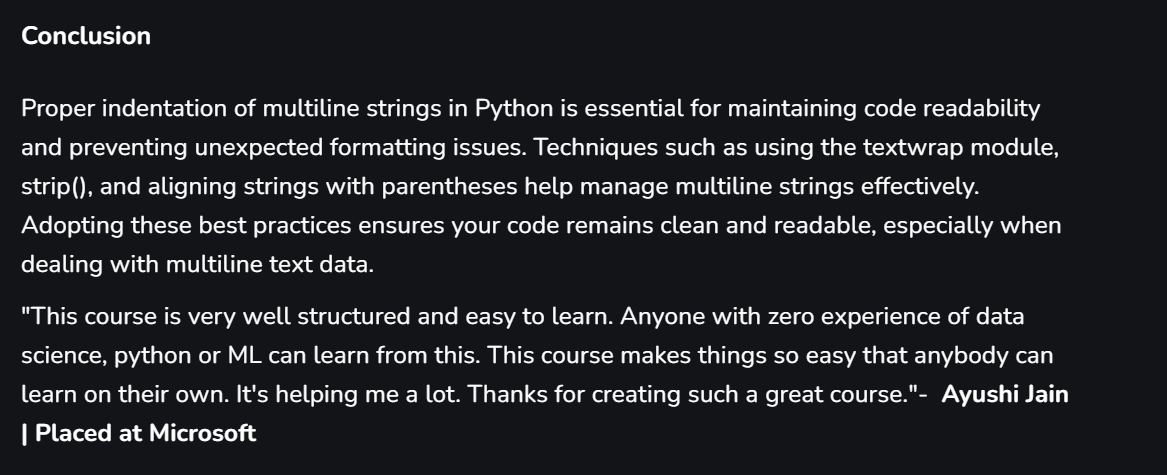 Conclusion
Proper indentation of multiline strings in Python is essential for maintaining code readability
and preventing unexpected formatting issues. Techniques such as using the textwrap module,
strip(), and aligning strings with parentheses help manage multiline strings effectively.
Adopting these best practices ensures your code remains clean and readable, especially when
dealing with multiline text data.
"This course is very well structured and easy to learn. Anyone with zero experience of data
science, python or ML can learn from this. This course makes things so easy that anybody can
learn on their own. It's helping me a lot. Thanks for creating such a great course."- Ayushi Jain
| Placed at Microsoft